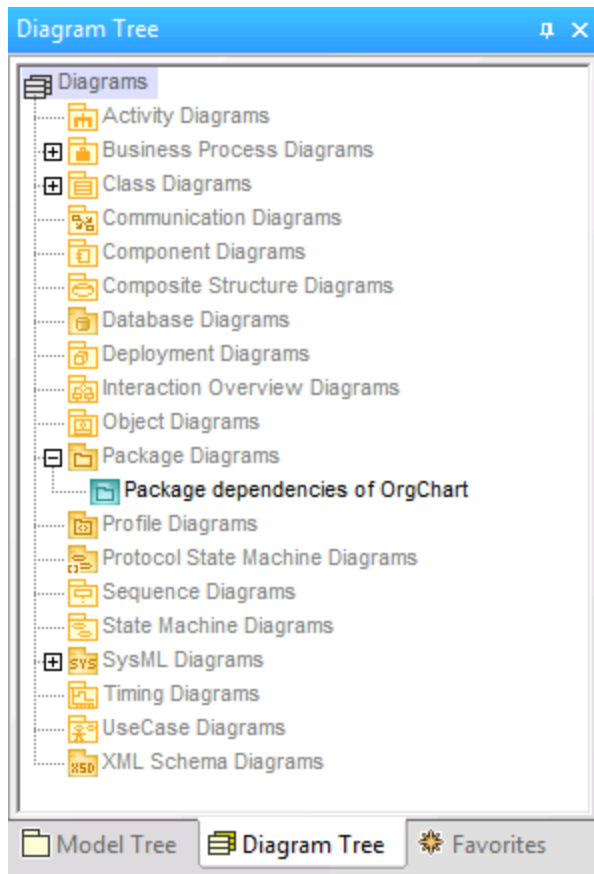 Diagram Tree
Diagrams
Activity Diagrams
Business Process Diagrams
Class Diagrams
Communication Diagrams
Component Diagrams
Composite Structure Diagrams
Database Diagrams
Deployment Diagrams
Interaction Overview Diagrams
Object Diagrams
Package Diagrams
Package dependencies of OrgChart
Profile Diagrams
Protocol State Machine Diagrams
Sequence Diagrams
State Machine Diagrams
SYS SysML Diagrams
Timing Diagrams
UseCase Diagrams
XSD XML Schema Diagrams
Model Tree Diagram Tree Favorites